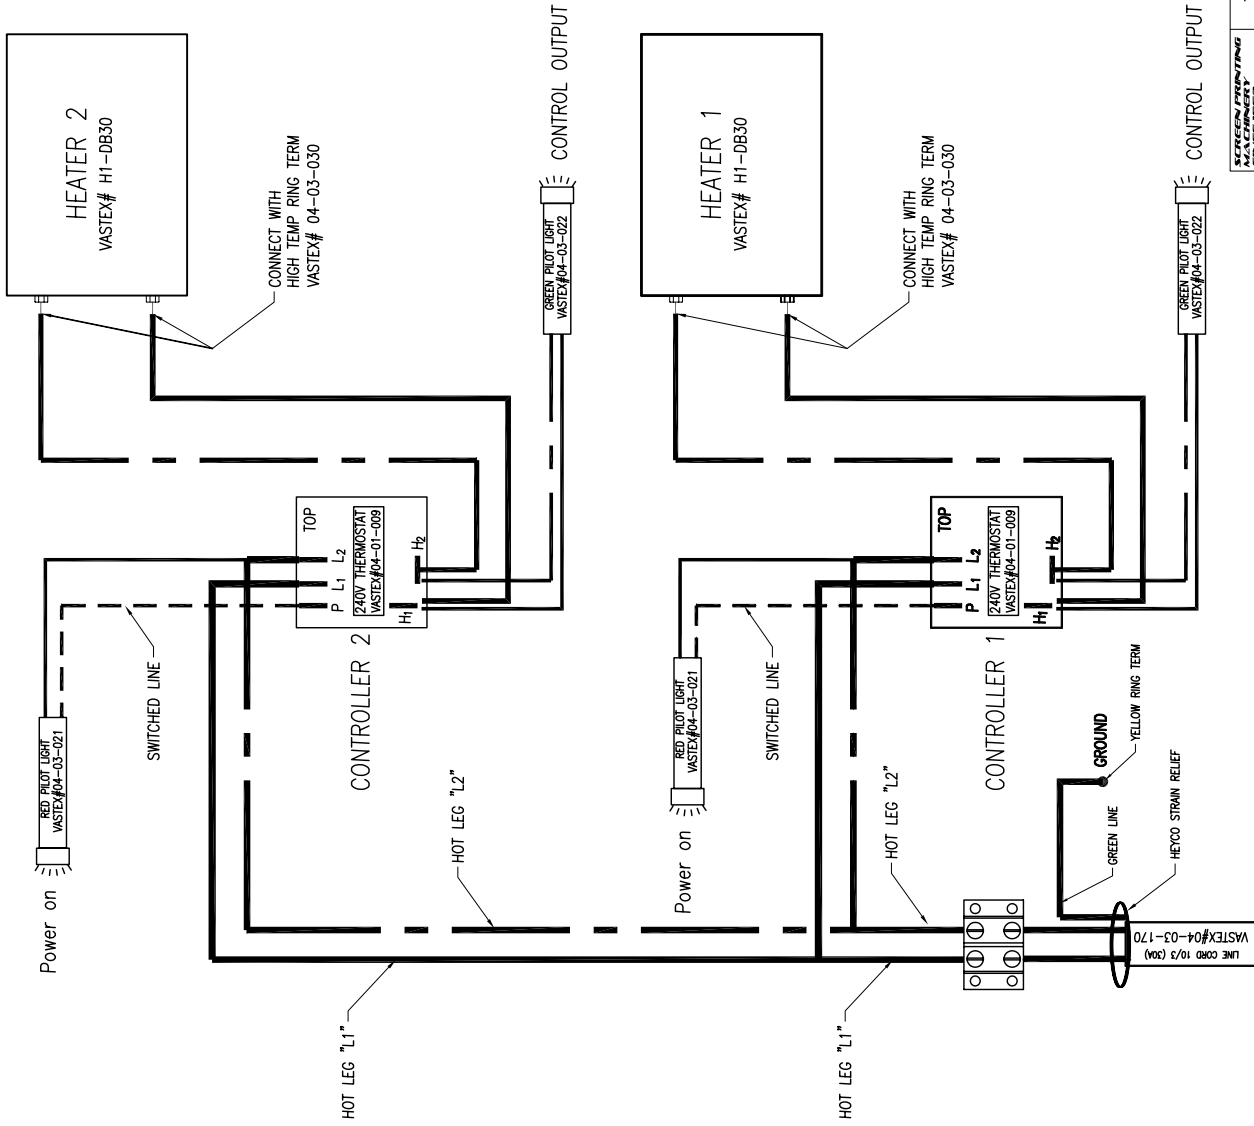 HEATER 2
VASTEX# H1-DB30
CONNECT WITH
HIGH TEMP RING TERM
VASTEX# 04-03-030
GREEN PILOT LIGHT
VASTEX#04-03-022
CONTROL OUTPUT
TOP
240V THERMOSTAT
VASTEX#04-01-009
P L1 L2
H1 H2
CONTROLLER 2
SWITCHED LINE
RED PILOT LIGHT
VASTEX#04-03-021
Power on
HOT LEG "L2"
HOT LEG "L1"
HEATER 1
VASTEX# H1-DB30
CONNECT WITH
HIGH TEMP RING TERM
VASTEX# 04-03-030
GREEN PILOT LIGHT
VASTEX#04-03-022
CONTROL OUTPUT
TOP
240V THERMOSTAT
VASTEX#04-01-009
P L1 L2
H1 H2
CONTROLLER 1
SWITCHED LINE
RED PILOT LIGHT
VASTEX#04-03-021
Power on
HOT LEG "L2"
HOT LEG "L1"
GROUND
YELLOW RING TERM
GREEN LINE
HEYCO STRAIN RELIEF
LINE CORD 10/3 (30A)
VASTEX#04-03-170
SCREEN PRINTING
MACHINERY